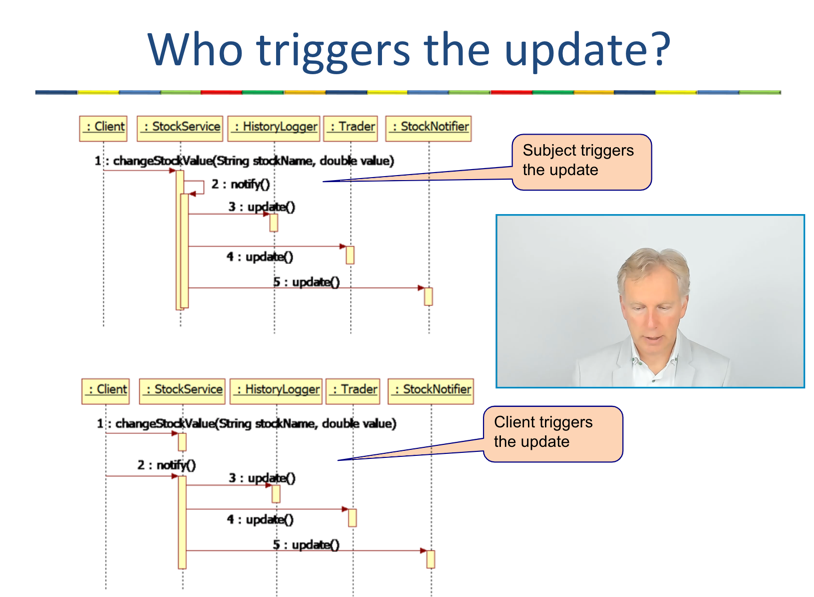 Who triggers the update?
: Client : StockService : HistoryLogger : Trader : StockNotifier
1 : changeStockValue(String stockName, double value)
2 : notify()
3 : update()
4 : update()
5 : update()
Subject triggers
the update
: Client : StockService : HistoryLogger : Trader : StockNotifier
1 : changeStockValue(String stockName, double value)
2 : notify()
3 : update()
4 : update()
5 : update()
Client triggers
the update